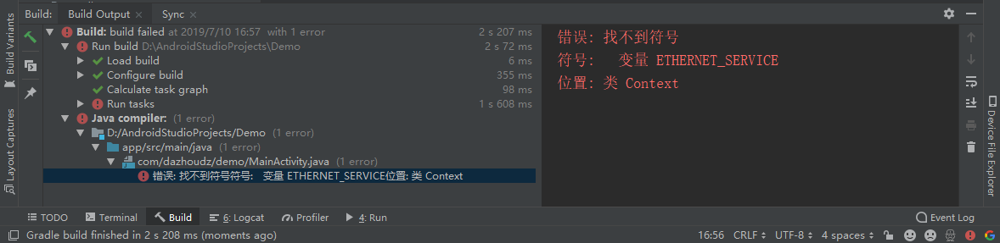 Build: Build Output × Sync ×
Build: build failed at 2019/7/10 16:57 with 1 error 2 s 207 ms
Run build D:\AndroidStudioProjects\Demo 2 s 72 ms
Load build 6 ms
Configure build 355 ms
Calculate task graph 98 ms
Run tasks 1 s 608 ms
Java compiler: (1 error)
D:/AndroidStudioProjects/Demo (1 error)
app/src/main/java (1 error)
com/dazhoudz/demo/MainActivity.java (1 error)
错误: 找不到符号符号: 变量 ETHERNET_SERVICE位置: 类 Context
错误: 找不到符号
符号: 变量 ETHERNET_SERVICE
位置: 类 Context
Build Variants
Layout Captures
Device File Explorer
TODO Terminal Build 6: Logcat Profiler 4: Run Event Log
Gradle build finished in 2 s 208 ms (moments ago) 16:56 CRLF UTF-8 4 spaces